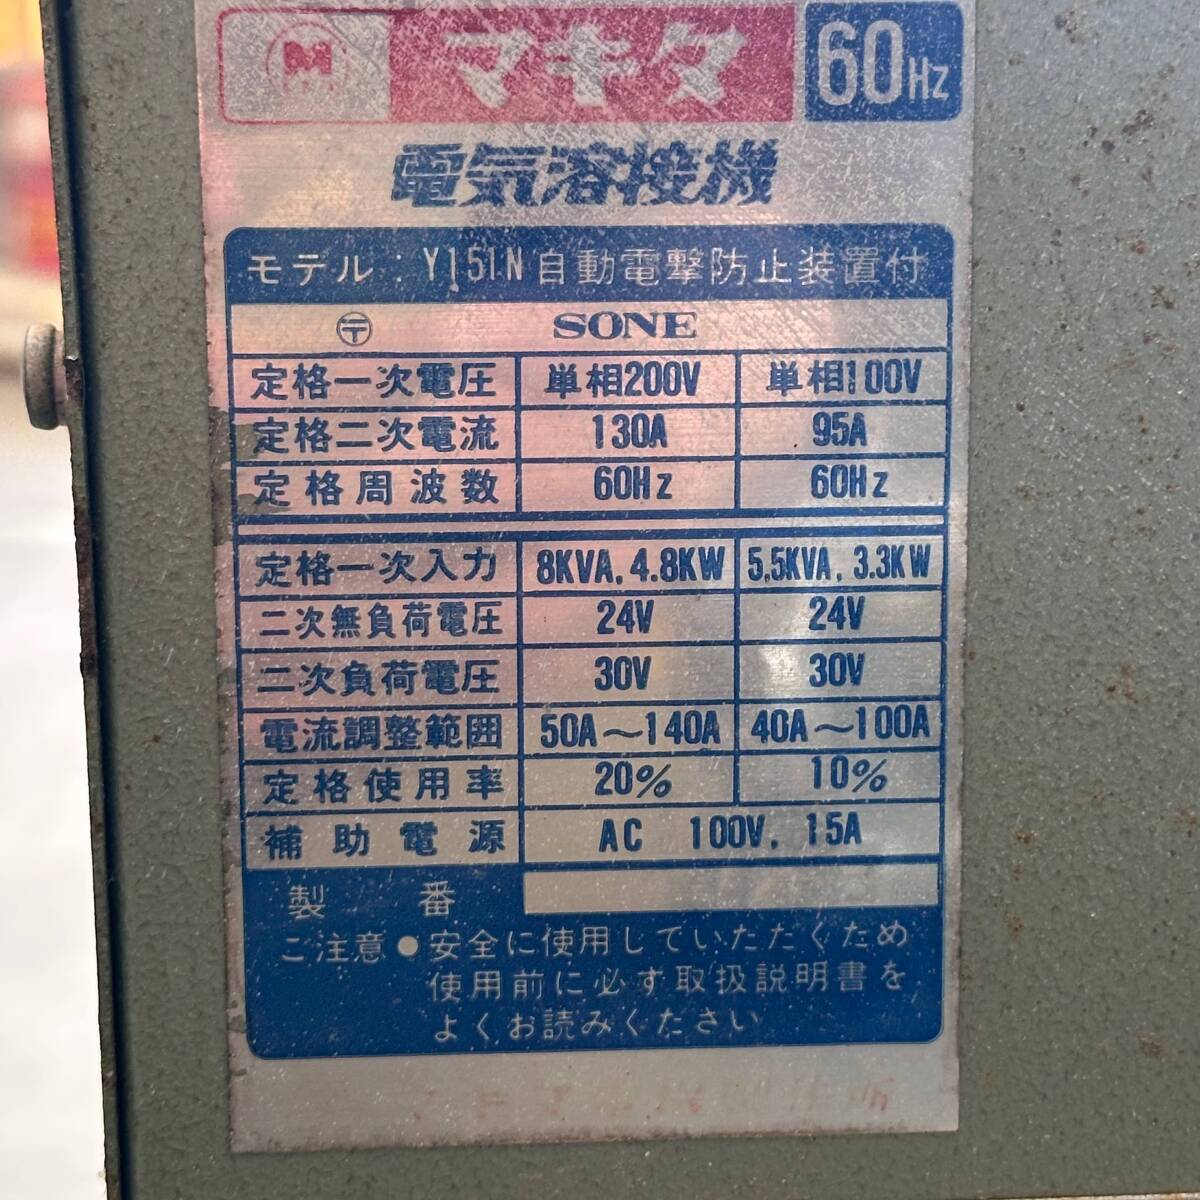 マキタ 60Hz
電気溶接機
モデル : Y151N 自動電撃防止装置付
〒 SONE
定格一次電圧 単相200V 単相100V
定格二次電流 130A 95A
定格周波数 60Hz 60Hz
定格一次入力 8KVA. 4.8KW 5.5KVA. 3.3KW
二次無負荷電圧 24V 24V
二次負荷電圧 30V 30V
電流調整範囲 50A～140A 40A～100A
定格使用率 20% 10%
補助電源 AC 100V. 15A
製番
ご注意 ● 安全に使用していただくため
使用前に必ず取扱説明書を
よくお読みください